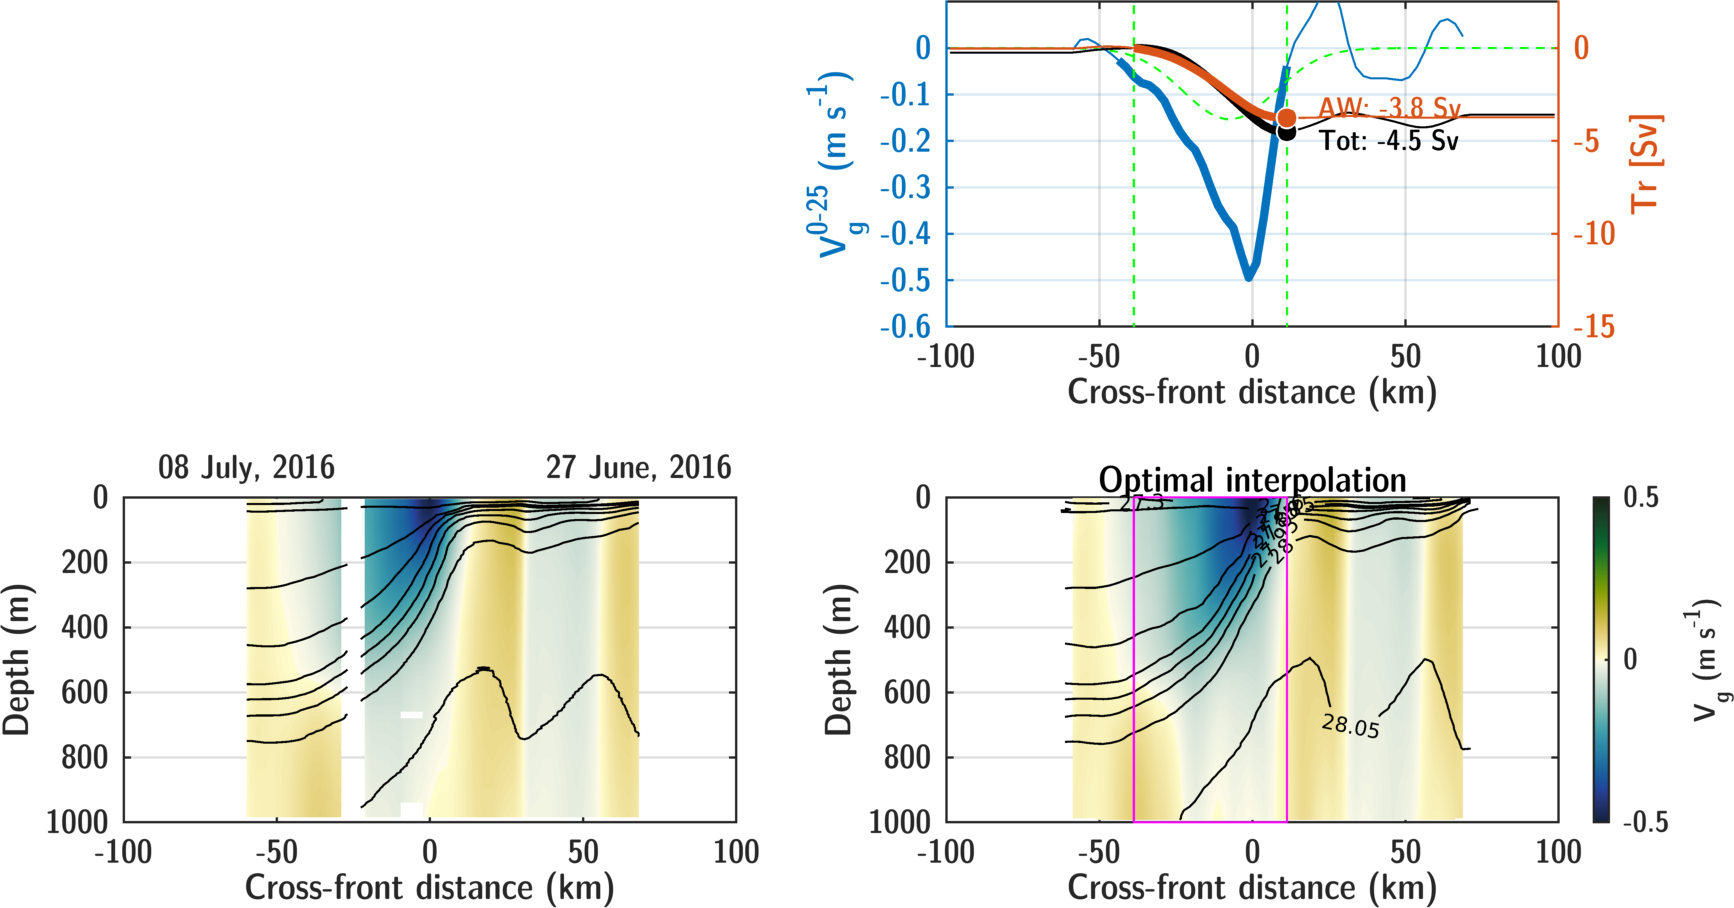 0
-0.1
-0.2
-0.3
-0.4
-0.5
-0.6
V_g^0-25 (m s^-1)
0
-5
-10
-15
Tr [Sv]
AW: -3.8 Sv
Tot: -4.5 Sv
-100 -50 0 50 100
Cross-front distance (km)
08 July, 2016 27 June, 2016
0
200
400
600
800
1000
Depth (m)
-100 -50 0 50 100
Cross-front distance (km)
Optimal interpolation
0
200
400
600
800
1000
Depth (m)
27.3
28
28.05
-100 -50 0 50 100
Cross-front distance (km)
0.5
0
-0.5
V_g (m s^-1)